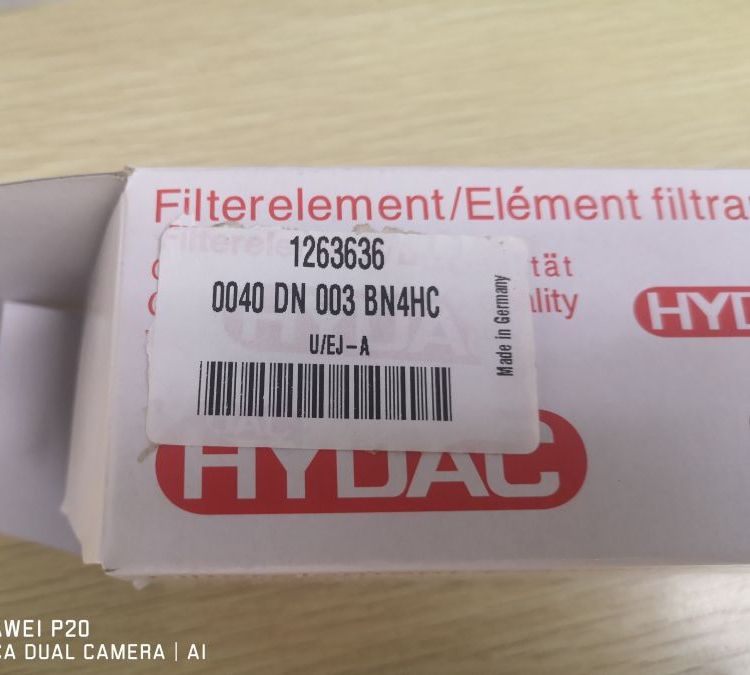 Filterelement/Elément filtra
1263636
0040 DN 003 BN4HC
U/EJ-A
Made in Germany
tät
lity
HYD
HYDAC
AWEI P20
CA DUAL CAMERA | AI